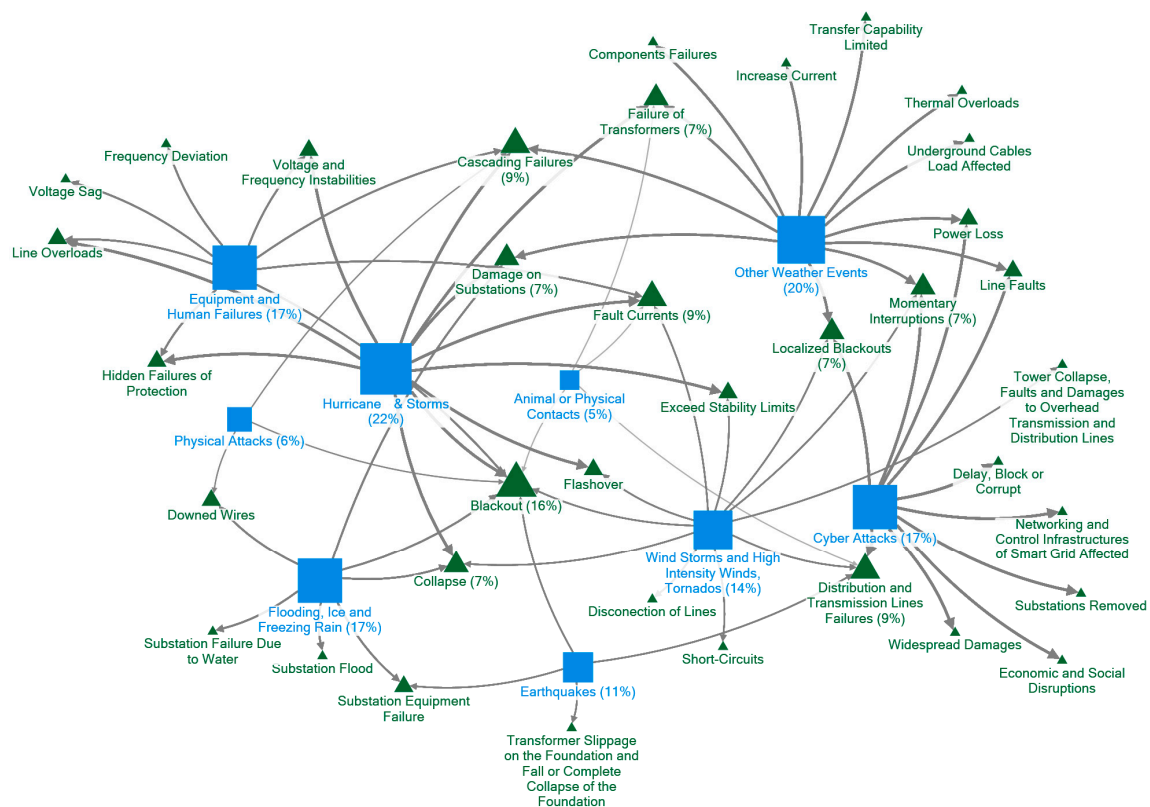 Transfer Capability
Limited
Components Failures
Increase Current
Thermal Overloads
Failure of
Transformers (7%)
Underground Cables
Load Affected
Frequency Deviation
Voltage and
Frequency Instabilities
Cascading Failures
(9%)
Voltage Sag
Power Loss
Line Overloads
Other Weather Events
(20%)
Damage on
Substations (7%)
Line Faults
Equipment and
Human Failures (17%)
Momentary
Interruptions (7%)
Fault Currents (9%)
Localized Blackouts
(7%)
Hidden Failures of
Protection
Tower Collapse,
Faults and Damages
to Overhead
Transmission and
Distribution Lines
Hurricane & Storms
(22%)
Animal or Physical
Contacts (5%)
Exceed Stability Limits
Physical Attacks (6%)
Delay, Block or
Corrupt
Flashover
Blackout (16%)
Downed Wires
Networking and
Control Infrastructures
of Smart Grid Affected
Cyber Attacks (17%)
Wind Storms and High
Intensity Winds,
Tornados (14%)
Collapse (7%)
Distribution and
Transmission Lines
Failures (9%)
Substations Removed
Disconection of Lines
Flooding, Ice and
Freezing Rain (17%)
Widespread Damages
Substation Failure Due
to Water
Substation Flood
Short-Circuits
Economic and Social
Disruptions
Earthquakes (11%)
Substation Equipment
Failure
Transformer Slippage
on the Foundation and
Fall or Complete
Collapse of the
Foundation